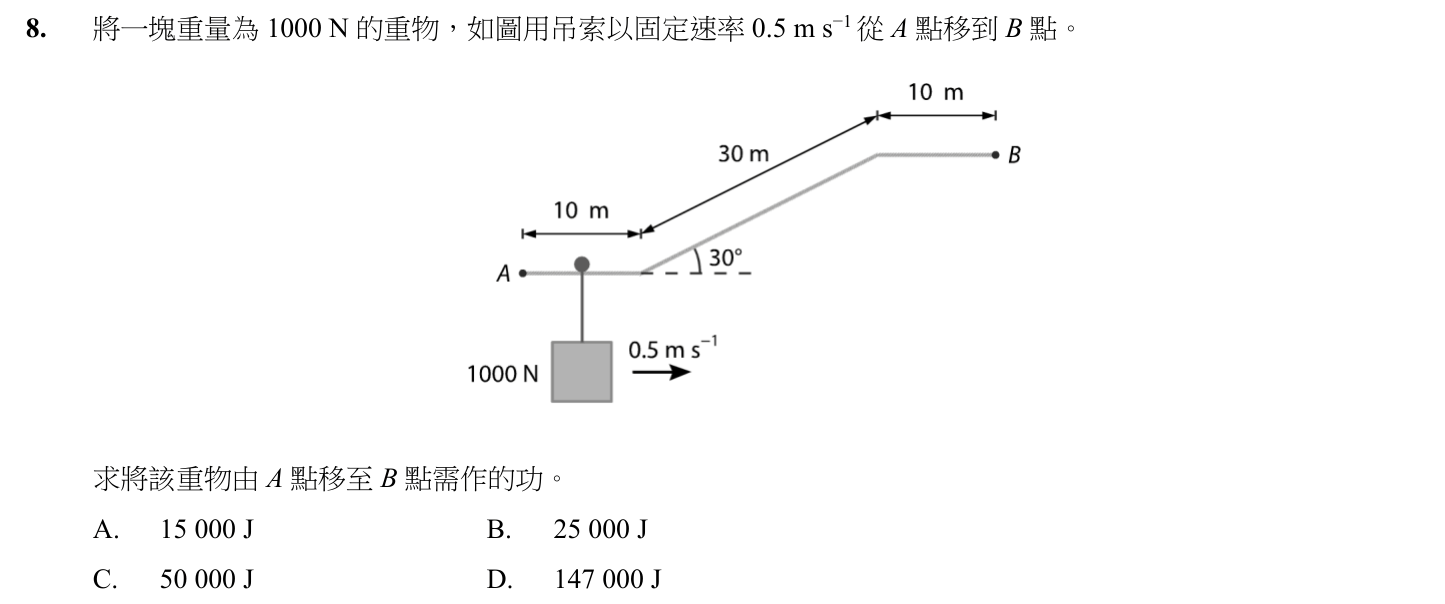 8. 將一塊重量為 1000 N 的重物，如圖用吊索以固定速率 0.5 m s⁻¹ 從 A 點移到 B 點。
10 m
30 m
B
10 m
30°
A
0.5 m s⁻¹
1000 N
求將該重物由 A 點移至 B 點需作的功。
A. 15 000 J B. 25 000 J
C. 50 000 J D. 147 000 J